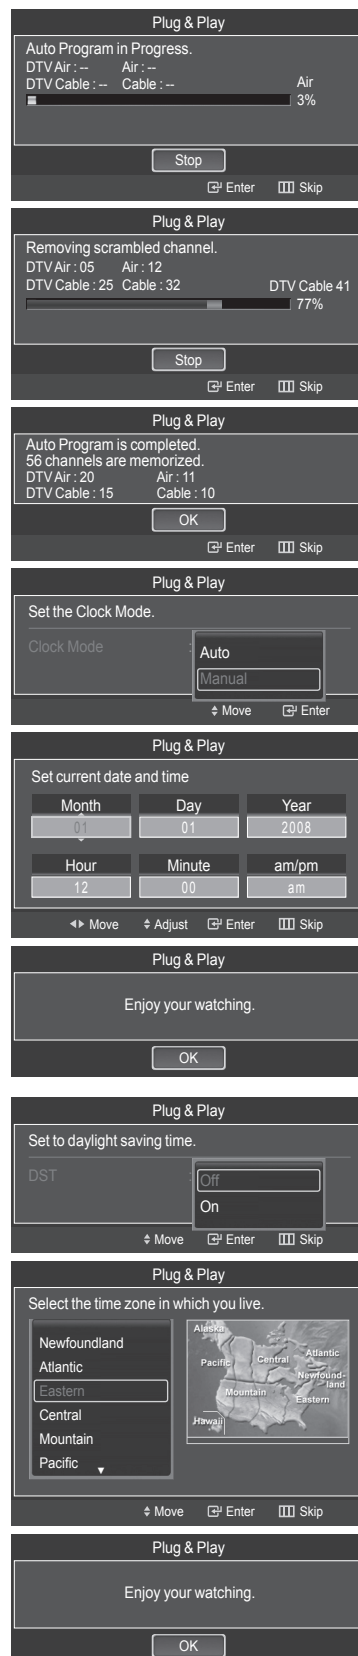 Plug & Play
Auto Program in Progress.
DTV Air : -- Air : --
DTV Cable : -- Cable : -- Air
3%
Stop
Enter Skip
Plug & Play
Removing scrambled channel.
DTV Air : 05 Air : 12
DTV Cable : 25 Cable : 32 DTV Cable 41
77%
Stop
Enter Skip
Plug & Play
Auto Program is completed.
56 channels are memorized.
DTV Air : 20 Air : 11
DTV Cable : 15 Cable : 10
OK
Enter Skip
Plug & Play
Set the Clock Mode.
Clock Mode : Auto
Manual
Move Enter
Plug & Play
Set current date and time
Month Day Year
01 01 2008
Hour Minute am/pm
12 00 am
Move Adjust Enter Skip
Plug & Play
Enjoy your watching.
OK
Plug & Play
Set to daylight saving time.
DST : Off
On
Move Enter Skip
Plug & Play
Select the time zone in which you live.
Newfoundland
Atlantic
Eastern
Central
Mountain
Pacific
Alaska
Pacific
Central
Atlantic
Newfound-
land
Mountain
Eastern
Hawaii
Move Enter Skip
Plug & Play
Enjoy your watching.
OK